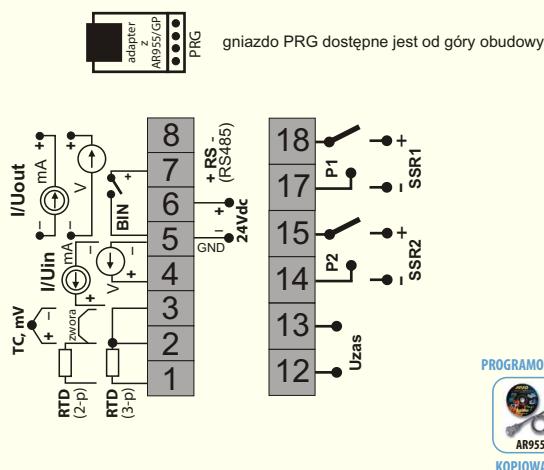 adapter
z
AR955/GP
PRG
gniazdo PRG dostępne jest od góry obudowy
I/Uout
+
–
mA
+
–
V
BIN
+
8
7
6
5
4
3
2
1
+ RS -
(RS485)
+
–
24Vdc
GND
I/Uin
mA
–
+
–
V
+
TC, mV
–
+
zwora
RTD
(2-p)
RTD
(3-p)
18
17
15
14
13
12
P1
+
-
SSR1
P2
+
-
SSR2
Uzas
PROGRAMO
AR955
KOPIOWA